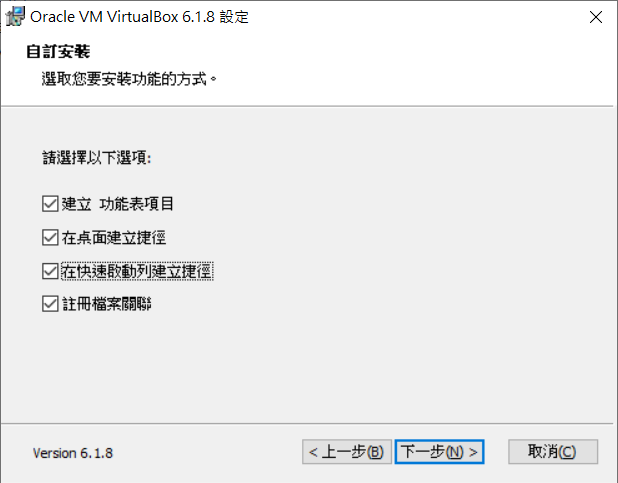 Oracle VM VirtualBox 6.1.8 設定
自訂安裝
選取您要安裝功能的方式。
請選擇以下選項:
建立 功能表項目
在桌面建立捷徑
在快速啟動列建立捷徑
註冊檔案關聯
Version 6.1.8
< 上一步(B) 下一步(N) > 取消(C)